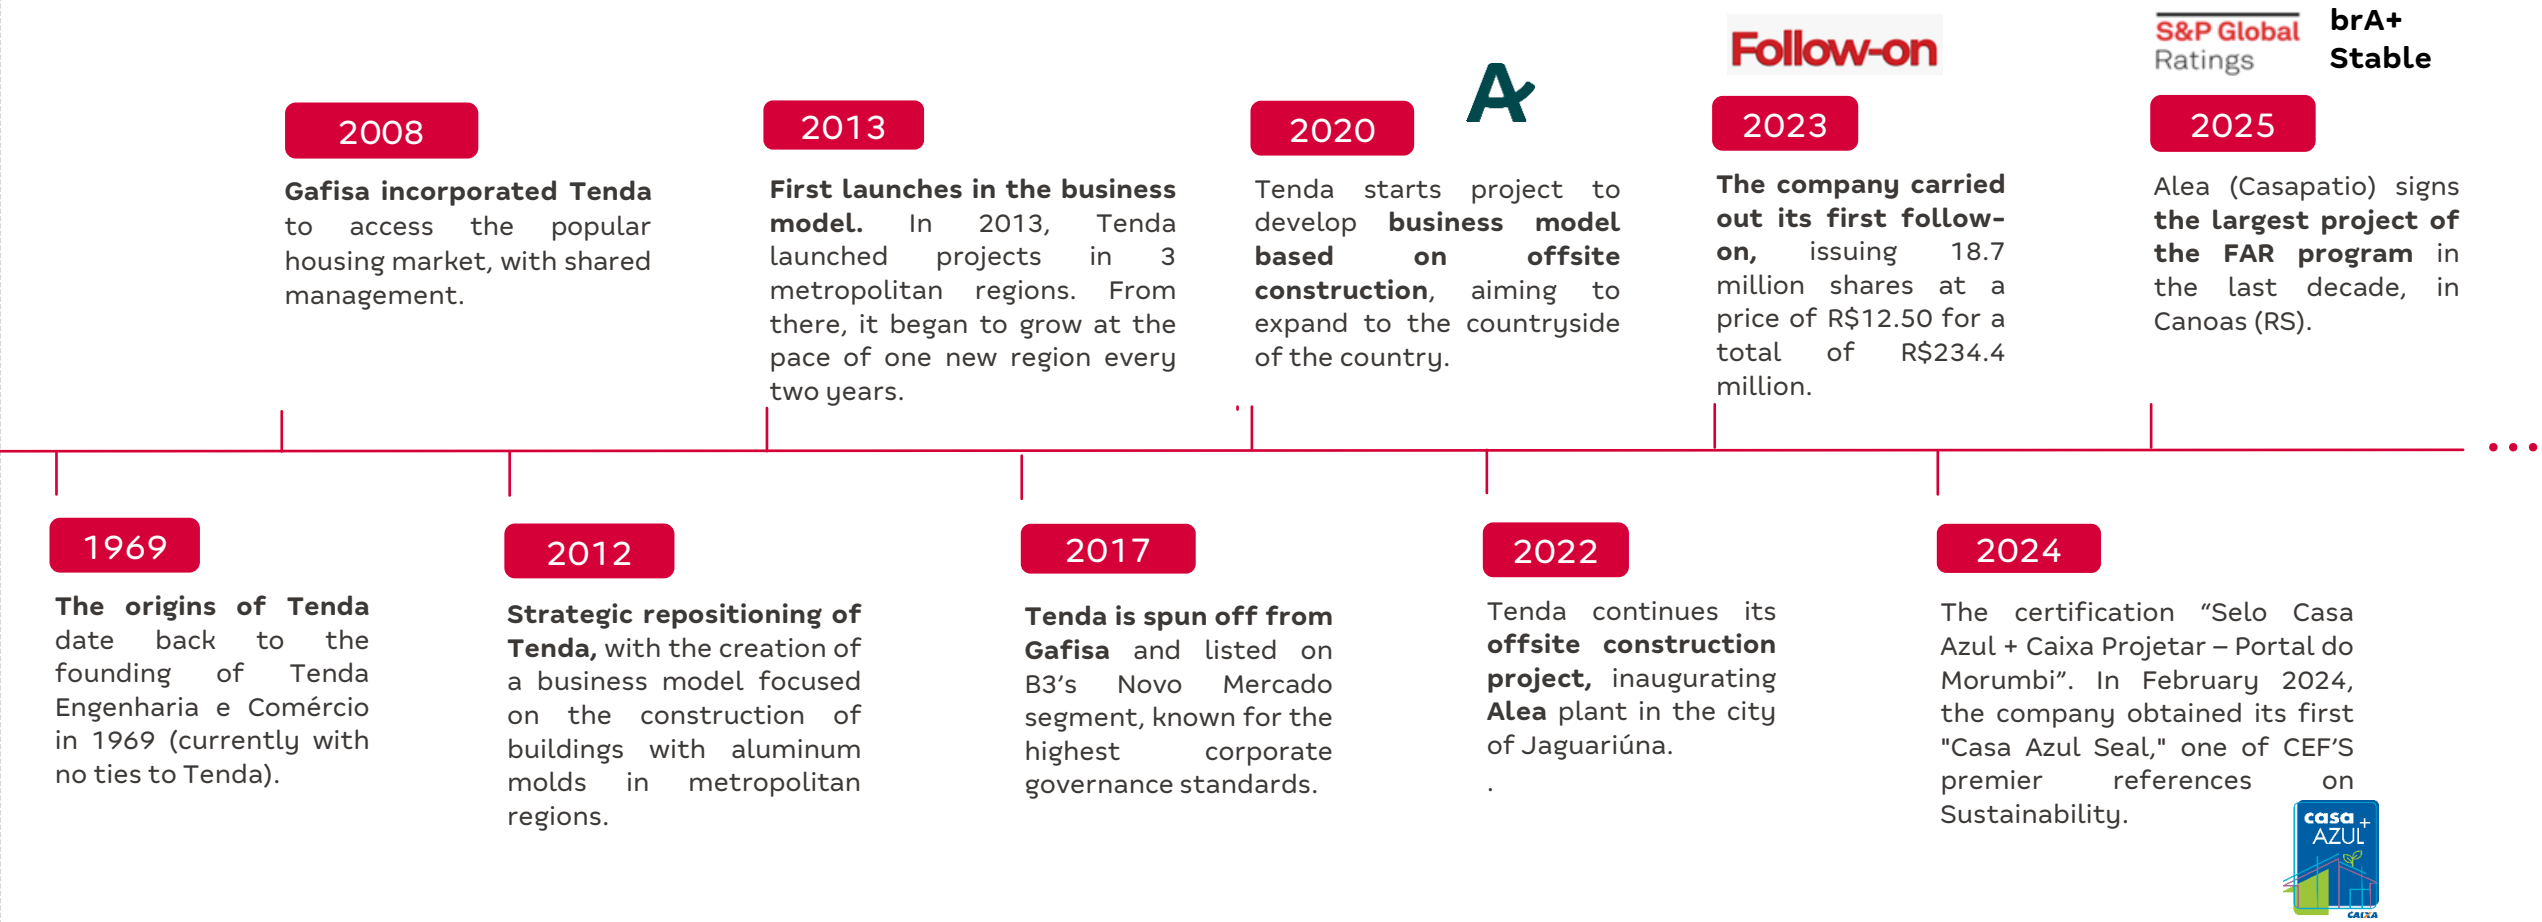 Follow-on
S&P Global
Ratings
brA+
Stable
2008
Gafisa incorporated Tenda
to access the popular
housing market, with shared
management.
2013
First launches in the business
model. In 2013, Tenda
launched projects in 3
metropolitan regions. From
there, it began to grow at the
pace of one new region every
two years.
2020
Tenda starts project to
develop business model
based on offsite
construction, aiming to
expand to the countryside
of the country.
2023
The company carried
out its first follow-
on, issuing 18.7
million shares at a
price of R$12.50 for a
total of R$234.4
million.
2025
Alea (Casapatio) signs
the largest project of
the FAR program in
the last decade, in
Canoas (RS).
1969
The origins of Tenda
date back to the
founding of Tenda
Engenharia e Comércio
in 1969 (currently with
no ties to Tenda).
2012
Strategic repositioning of
Tenda, with the creation of
a business model focused
on the construction of
buildings with aluminum
molds in metropolitan
regions.
2017
Tenda is spun off from
Gafisa and listed on
B3’s Novo Mercado
segment, known for the
highest corporate
governance standards.
2022
Tenda continues its
offsite construction
project, inaugurating
Alea plant in the city
of Jaguariúna.
.
2024
The certification “Selo Casa
Azul + Caixa Projetar – Portal do
Morumbi”. In February 2024,
the company obtained its first
"Casa Azul Seal," one of CEF’S
premier references on
Sustainability.
casa +
AZUL
CAIXA